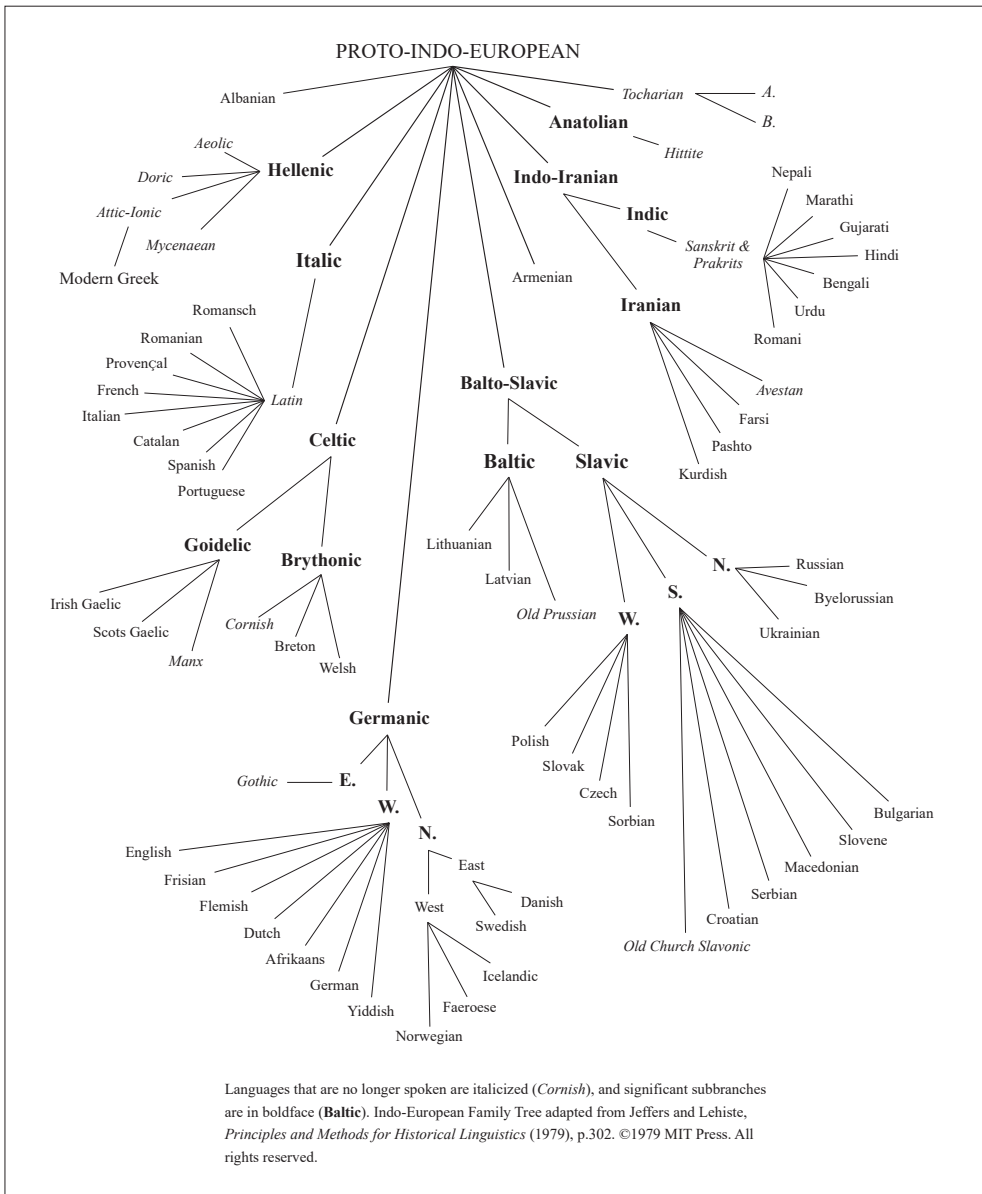 PROTO-INDO-EUROPEAN
Albanian
Tocharian
A.
B.
Anatolian
Hittite
Aeolic
Hellenic
Doric
Attic-Ionic
Mycenaean
Modern Greek
Indo-Iranian
Indic
Sanskrit &
Prakrits
Nepali
Marathi
Gujarati
Hindi
Bengali
Urdu
Romani
Italic
Armenian
Iranian
Avestan
Farsi
Pashto
Kurdish
Romansch
Romanian
Provençal
French
Italian
Catalan
Spanish
Portuguese
Latin
Balto-Slavic
Celtic
Baltic
Slavic
Goidelic
Brythonic
Irish Gaelic
Scots Gaelic
Manx
Cornish
Breton
Welsh
Lithuanian
Latvian
Old Prussian
N.
Russian
Byelorussian
Ukrainian
S.
W.
Polish
Slovak
Czech
Sorbian
Bulgarian
Slovene
Macedonian
Serbian
Croatian
Old Church Slavonic
Germanic
Gothic
E.
W.
N.
English
Frisian
Flemish
Dutch
Afrikaans
German
Yiddish
East
Danish
Swedish
West
Icelandic
Faeroese
Norwegian
Languages that are no longer spoken are italicized (Cornish), and significant subbranches
are in boldface (Baltic). Indo-European Family Tree adapted from Jeffers and Lehiste,
Principles and Methods for Historical Linguistics (1979), p.302. ©1979 MIT Press. All
rights reserved.